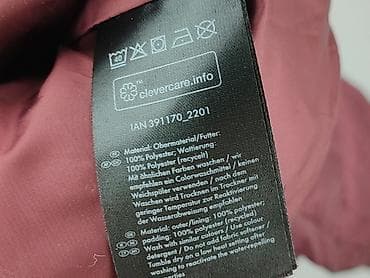 40
clevercare.info
IAN 391170_2201
Material: Obermaterial/Futter:
100% Polyester; Wattierung:
100% Polyester (recycelt)
Mit ähnlichen Farben waschen / wir
empfehlen ein Colorwaschmittel / keinen
Weichspüler verwenden / nach dem
Waschen wird Trocknen im Trockner mit
geringer Temperatur zur Reaktivierung
der Wasserabweisung empfohlen
Material: outer/lining: 100% polyester;
padding: 100% polyester (recycled)
Wash with similar colours / Use colour
detergent / Do not add fabric softener /
Tumble dry on a low heat setting after
washing to reactivate the water-repelling